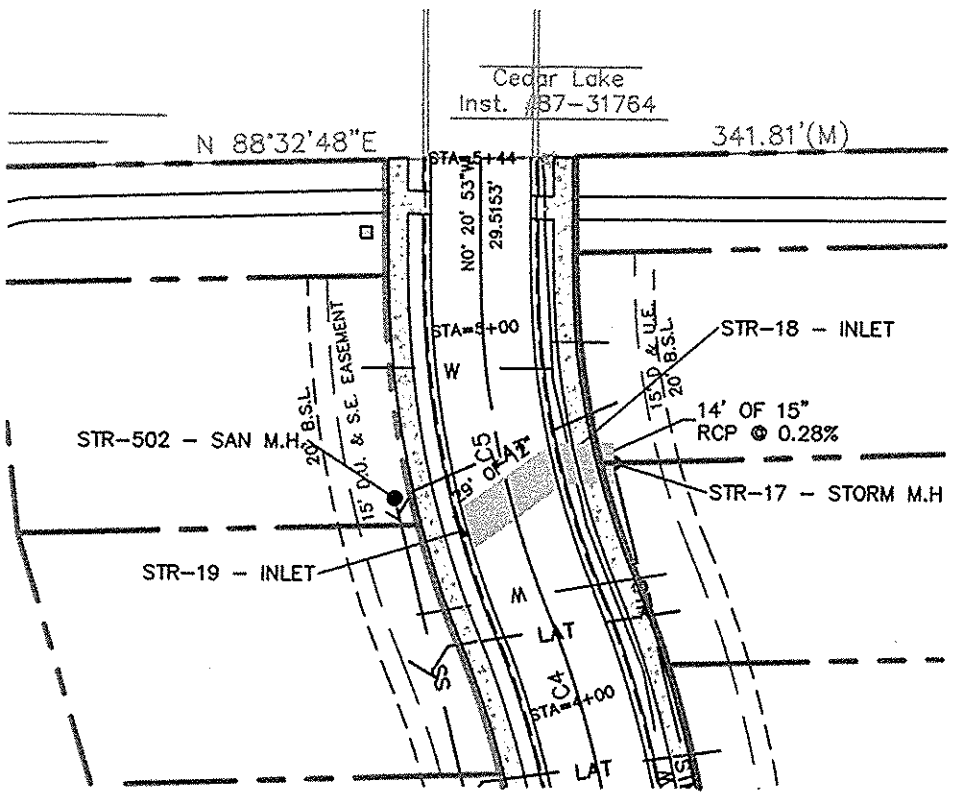 Cedar Lake
Inst. #87-31764
N 88°32'48"E
341.81'(M)
STA=5+44
N0° 20' 53"W
29.5153'
STA=5+00
W
15' D & U.E.
20' B.S.L.
STR-18 - INLET
20' B.S.L.
15' D.U. & S.E. EASEMENT
14' OF 15"
RCP @ 0.28%
STR-502 - SAN M.H.
C5
29' OF
STR-17 - STORM M.H
STR-19 - INLET
W
LAT
SS
C4
STA=4+00
LAT
W